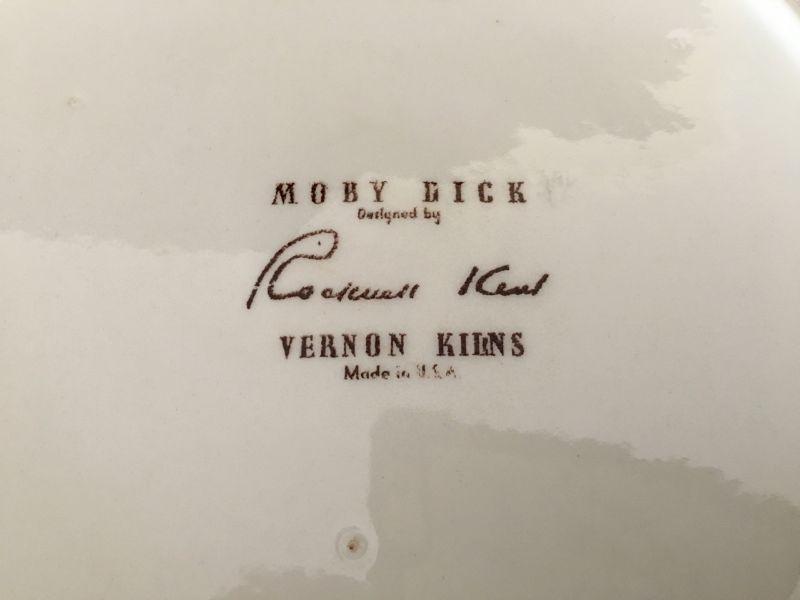 MOBY DICK
Designed by
Rockwell Kent
VERNON KILNS
Made in U.S.A.